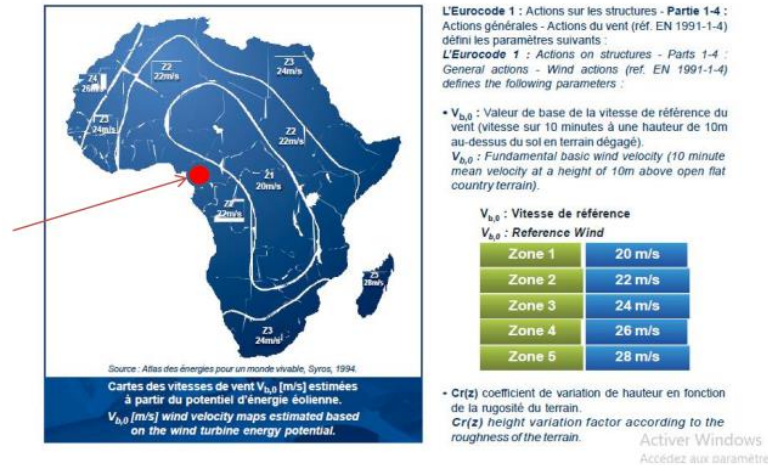 Z3
24m/s
Z2
22m/s
Z4
26m/s
Z3
24m/s
Z2
22m/s
Z1
20m/s
22m/s
Z5
28m/s
Z3
24m/s
Source : Atlas des énergies pour un monde vivable, Syros, 1994.
Cartes des vitesses de vent Vb,0 [m/s] estimées
à partir du potentiel d'énergie éolienne.
Vb,0 [m/s] wind velocity maps estimated based
on the wind turbine energy potential.
L'Eurocode 1 : Actions sur les structures - Partie 1-4 :
Actions générales - Actions du vent (réf. EN 1991-1-4)
défini les paramètres suivants :
L'Eurocode 1 : Actions on structures - Parts 1-4 :
General actions - Wind actions (ref. EN 1991-1-4)
defines the following parameters :
• Vb,0 : Valeur de base de la vitesse de référence du
vent (vitesse sur 10 minutes à une hauteur de 10m
au-dessus du sol en terrain dégagé).
Vb,0 : Fundamental basic wind velocity (10 minute
mean velocity at a height of 10m above open flat
country terrain).
Vb,0 : Vitesse de référence
Vb,0 : Reference Wind
Zone 1 20 m/s
Zone 2 22 m/s
Zone 3 24 m/s
Zone 4 26 m/s
Zone 5 28 m/s
• Cr(z) coefficient de variation de hauteur en fonction
de la rugosité du terrain.
Cr(z) height variation factor according to the
roughness of the terrain.
Activer Windows
Accédez aux paramètre